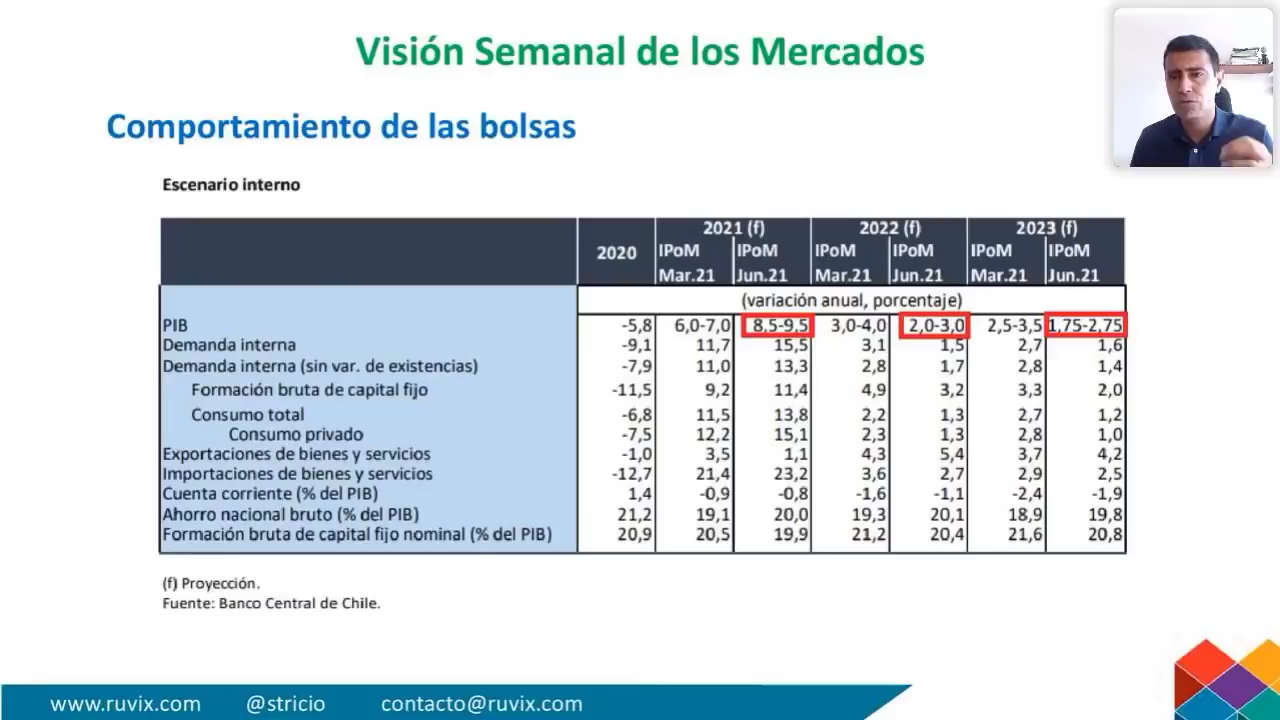 Visión Semanal de los Mercados
Comportamiento de las bolsas
Escenario interno
2020 2021 (f) 2022 (f) 2023 (f)
IPoM Mar.21 IPoM Jun.21 IPoM Mar.21 IPoM Jun.21 IPoM Mar.21 IPoM Jun.21
(variación anual, porcentaje)
PIB -5,8 6,0-7,0 8,5-9,5 3,0-4,0 2,0-3,0 2,5-3,5 1,75-2,75
Demanda interna -9,1 11,7 15,5 3,1 1,5 2,7 1,6
Demanda interna (sin var. de existencias) -7,9 11,0 13,3 2,8 1,7 2,8 1,4
Formación bruta de capital fijo -11,5 9,2 11,4 4,9 3,2 3,3 2,0
Consumo total -6,8 11,5 13,8 2,2 1,3 2,7 1,2
Consumo privado -7,5 12,2 15,1 2,3 1,3 2,8 1,0
Exportaciones de bienes y servicios -1,0 3,5 1,1 4,3 5,4 3,7 4,2
Importaciones de bienes y servicios -12,7 21,4 23,2 3,6 2,7 2,9 2,5
Cuenta corriente (% del PIB) 1,4 -0,9 -0,8 -1,6 -1,1 -2,4 -1,9
Ahorro nacional bruto (% del PIB) 21,2 19,1 20,0 19,3 20,1 18,9 19,8
Formación bruta de capital fijo nominal (% del PIB) 20,9 20,5 19,9 21,2 20,4 21,6 20,8
(f) Proyección.
Fuente: Banco Central de Chile.
www.ruvix.com @stricio contacto@ruvix.com